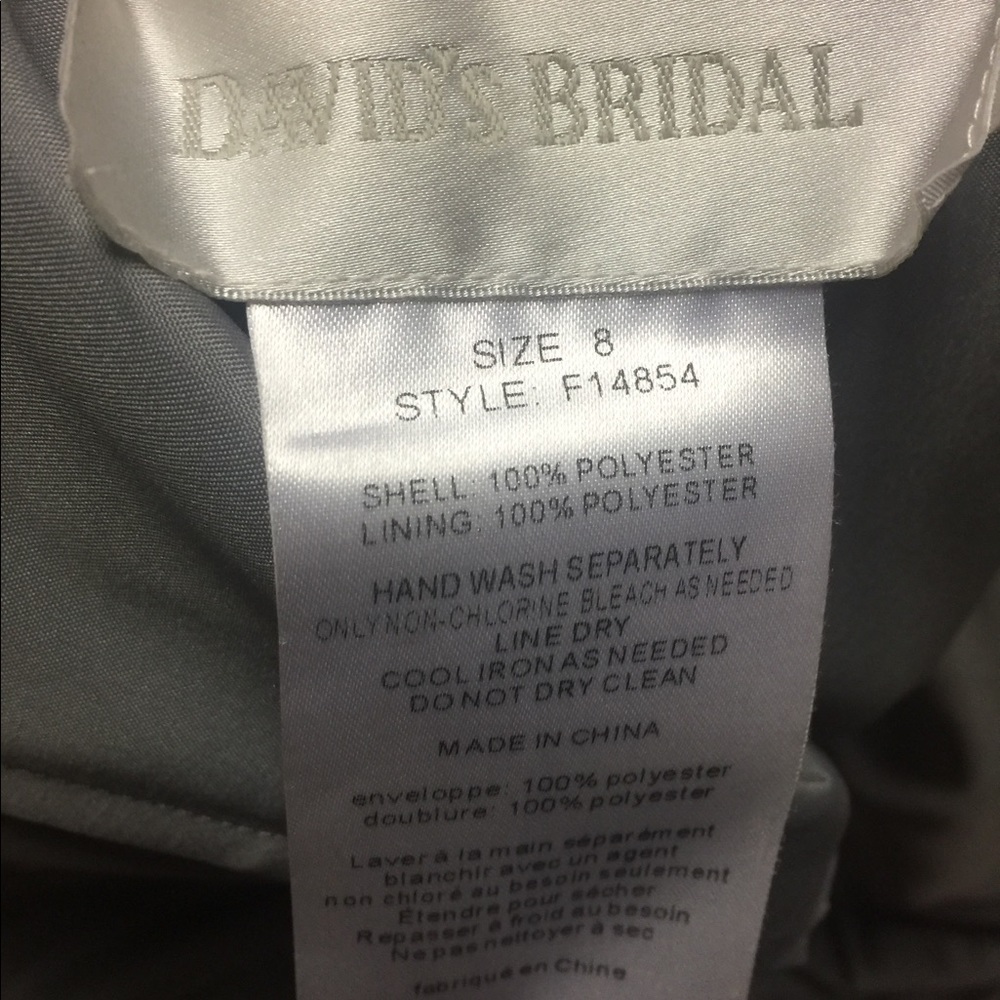 DAVID'S BRIDAL
SIZE 8
STYLE: F14854
SHELL: 100% POLYESTER
LINING: 100% POLYESTER
HAND WASH SEPARATELY
ONLY NON-CHLORINE BLEACH AS NEEDED
LINE DRY
COOL IRON AS NEEDED
DO NOT DRY CLEAN
MADE IN CHINA
enveloppe: 100% polyester
doublure: 100% polyester
Laver à la main séparément
blanchir avec un agent
non chloré au besoin seulement
Étendre pour sécher
Repasser à froid au besoin
Ne pas nettoyer à sec
fabriqué en Chine